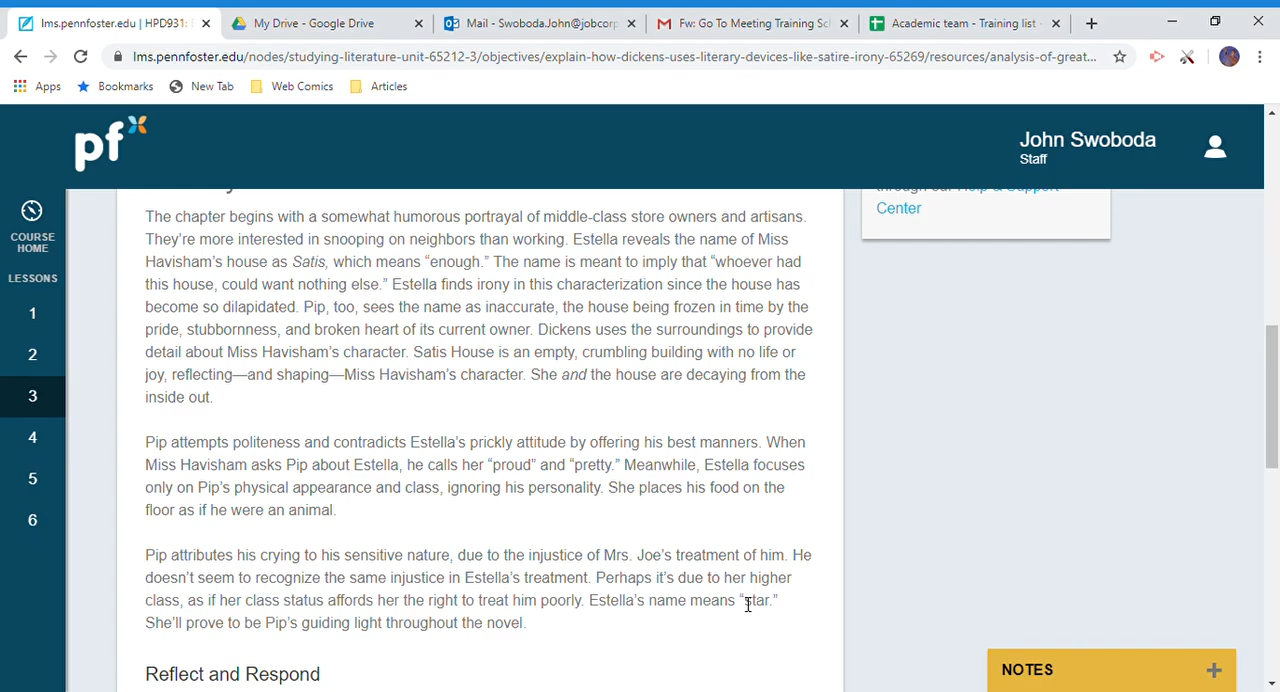 lms.pennfoster.edu | HPD931:
My Drive - Google Drive
Mail - Swoboda.John@jobcorp
Fw: Go To Meeting Training Sc
Academic team - Training list -
lms.pennfoster.edu/nodes/studying-literature-unit-65212-3/objectives/explain-how-dickens-uses-literary-devices-like-satire-irony-65269/resources/analysis-of-great...
Apps
Bookmarks
New Tab
Web Comics
Articles
pf
John Swoboda
Staff
COURSE
HOME
LESSONS
1
2
3
4
5
6
The chapter begins with a somewhat humorous portrayal of middle-class store owners and artisans.
They’re more interested in snooping on neighbors than working. Estella reveals the name of Miss
Havisham’s house as Satis, which means “enough.” The name is meant to imply that “whoever had
this house, could want nothing else.” Estella finds irony in this characterization since the house has
become so dilapidated. Pip, too, sees the name as inaccurate, the house being frozen in time by the
pride, stubbornness, and broken heart of its current owner. Dickens uses the surroundings to provide
detail about Miss Havisham’s character. Satis House is an empty, crumbling building with no life or
joy, reflecting—and shaping—Miss Havisham’s character. She and the house are decaying from the
inside out.
Pip attempts politeness and contradicts Estella’s prickly attitude by offering his best manners. When
Miss Havisham asks Pip about Estella, he calls her “proud” and “pretty.” Meanwhile, Estella focuses
only on Pip’s physical appearance and class, ignoring his personality. She places his food on the
floor as if he were an animal.
Pip attributes his crying to his sensitive nature, due to the injustice of Mrs. Joe’s treatment of him. He
doesn’t seem to recognize the same injustice in Estella’s treatment. Perhaps it’s due to her higher
class, as if her class status affords her the right to treat him poorly. Estella’s name means “star.”
She’ll prove to be Pip’s guiding light throughout the novel.
Reflect and Respond
through our Help & Support
Center
NOTES